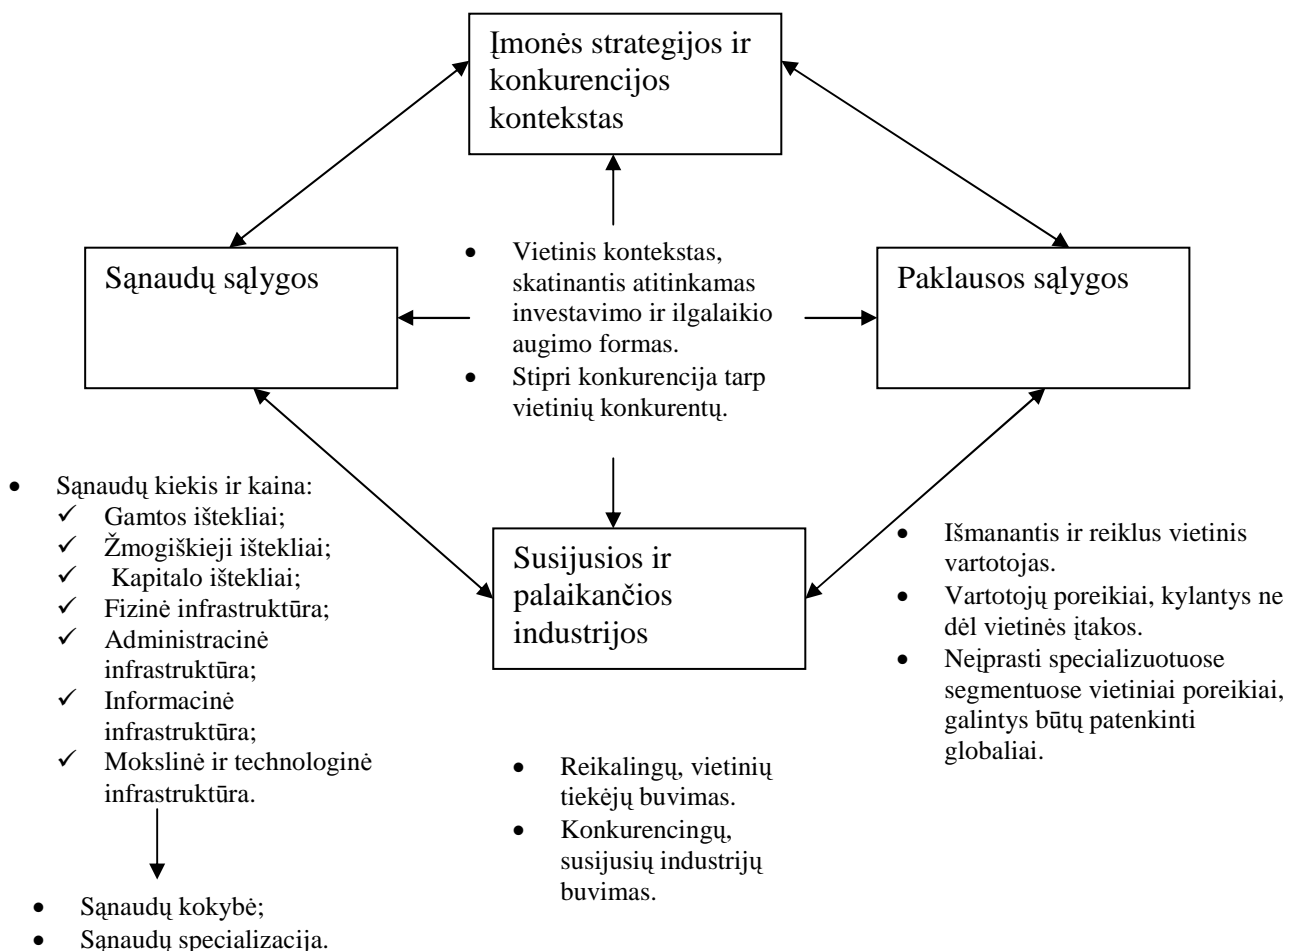 Įmonės strategijos ir
konkurencijos
kontekstas
Sąnaudų sąlygos
• Vietinis kontekstas,
skatinantis atitinkamas
investavimo ir ilgalaikio
augimo formas.
• Stipri konkurencija tarp
vietinių konkurentų.
Paklausos sąlygos
• Sąnaudų kiekis ir kaina:
✓ Gamtos ištekliai;
✓ Žmogiškieji ištekliai;
✓ Kapitalo ištekliai;
✓ Fizinė infrastruktūra;
✓ Administracinė
infrastruktūra;
✓ Informacinė
infrastruktūra;
✓ Mokslinė ir technologinė
infrastruktūra.
• Sąnaudų kokybė;
• Sąnaudų specializacija.
Susijusios ir
palaikančios
industrijos
• Reikalingų, vietinių
tiekėjų buvimas.
• Konkurencingų,
susijusių industrijų
buvimas.
• Išmanantis ir reiklus vietinis
vartotojas.
• Vartotojų poreikiai, kylantys ne
dėl vietinės įtakos.
• Neįprasti specializuotuose
segmentuose vietiniai poreikiai,
galintys būtų patenkinti
globaliai.